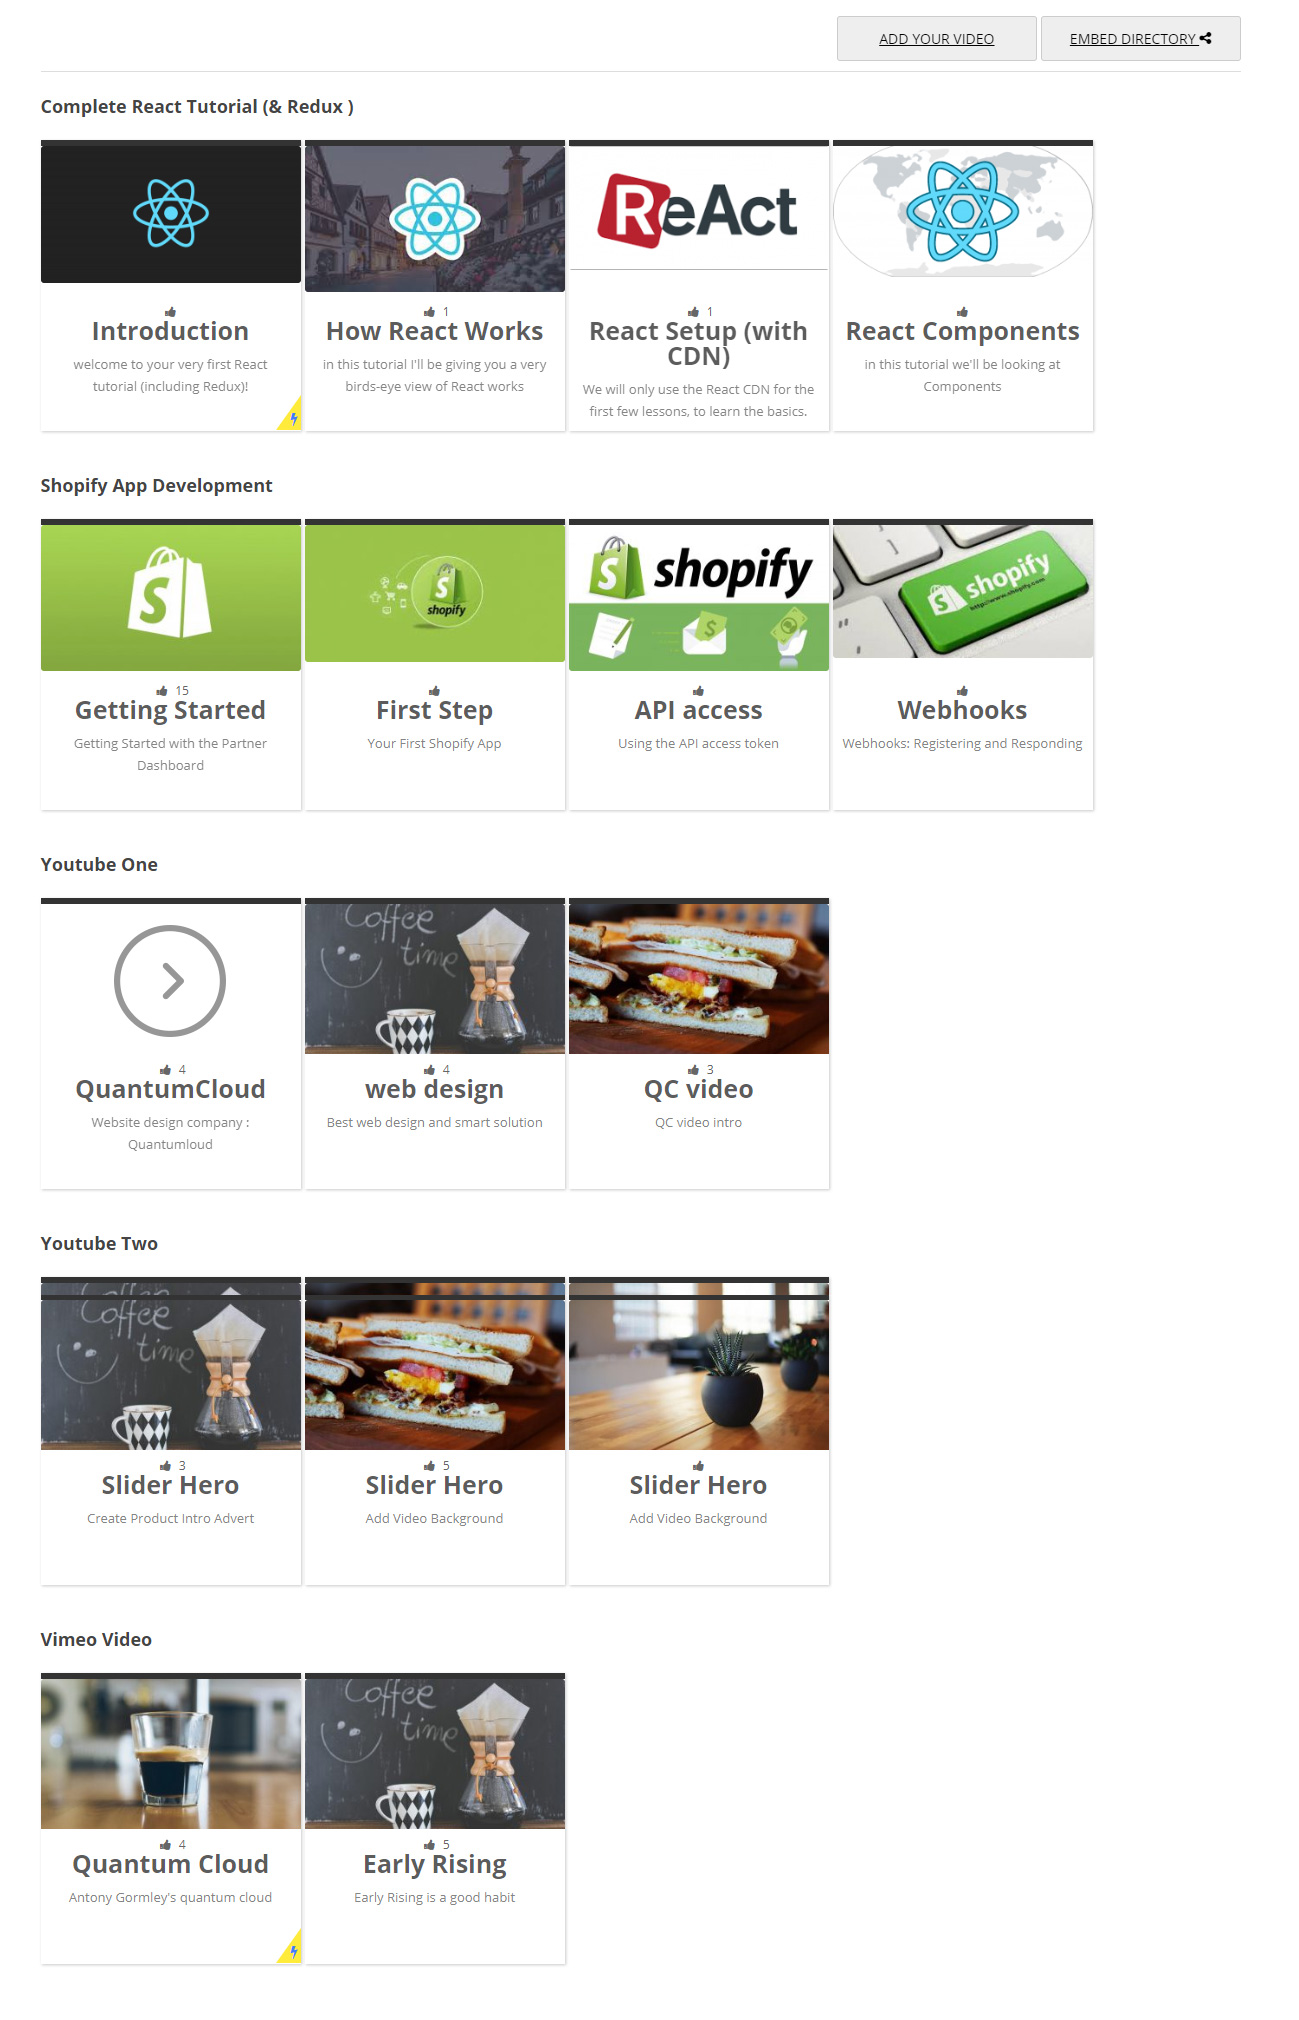 ADD YOUR VIDEO
EMBED DIRECTORY
Complete React Tutorial (& Redux )
ReAct
Introduction
welcome to your very first React
tutorial (including Redux)!
1
How React Works
in this tutorial I'll be giving you a very
birds-eye view of React works
1
React Setup (with
CDN)
We will only use the React CDN for the
first few lessons, to learn the basics.
React Components
in this tutorial we'll be looking at
Components
Shopify App Development
S
S
shopify
S
shopify
S
S
shopify
http://www.shopify.com
15
Getting Started
Getting Started with the Partner
Dashboard
First Step
Your First Shopify App
API access
Using the API access token
Webhooks
Webhooks: Registering and Responding
Youtube One
Coffee
time
4
QuantumCloud
Website design company :
Quantumloud
4
web design
Best web design and smart solution
3
QC video
QC video intro
Youtube Two
Coffee
time
3
Slider Hero
Create Product Intro Advert
5
Slider Hero
Add Video Background
Slider Hero
Add Video Background
Vimeo Video
Coffee
time
4
Quantum Cloud
Antony Gormley's quantum cloud
5
Early Rising
Early Rising is a good habit